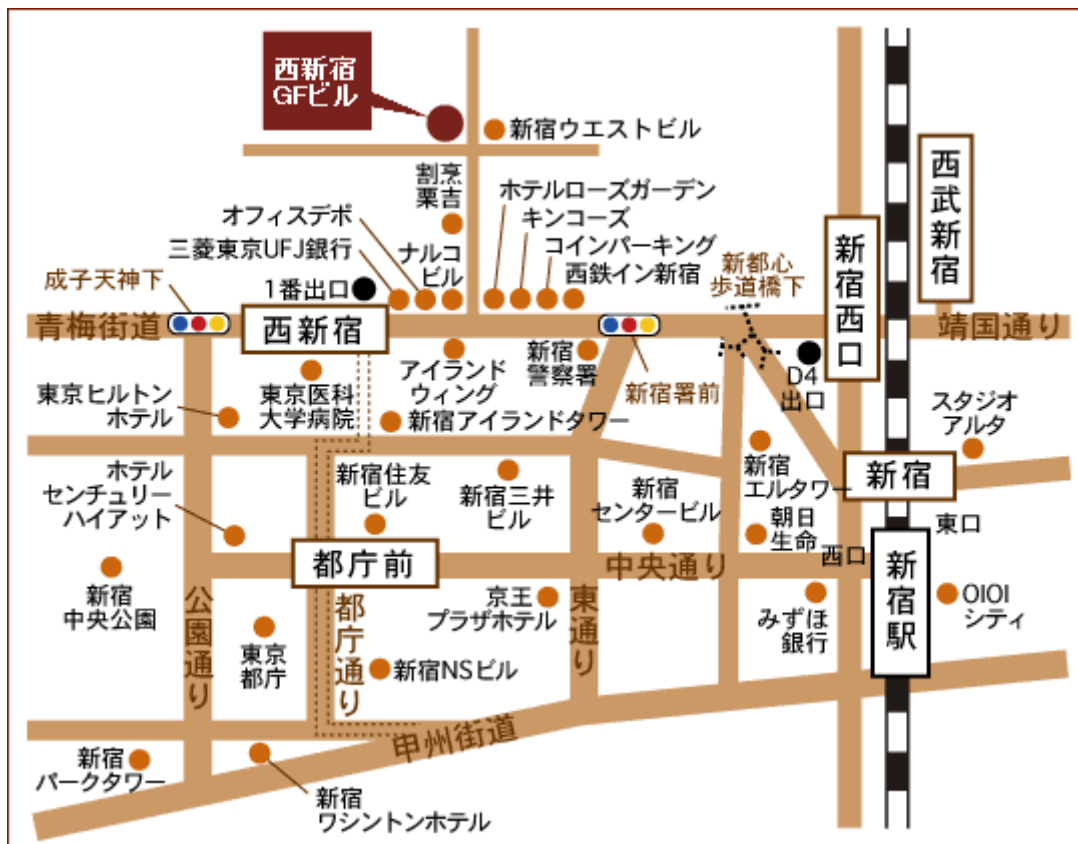 西新宿
GFビル
新宿ウエストビル
割烹
栗吉
ホテルローズガーデン
キンコーズ
コインパーキング
西鉄イン新宿
オフィスデポ
三菱東京UFJ銀行
ナルコ
ビル
新都心
歩道橋下
西武新宿
成子天神下
1番出口
青梅街道
西新宿
新宿西口
靖国通り
東京ヒルトン
ホテル
東京医科
大学病院
アイランド
ウィング
新宿
警察署
新宿署前
D4
出口
新宿アイランドタワー
スタジオ
アルタ
ホテル
センチュリー
ハイアット
新宿住友
ビル
新宿三井
ビル
新宿
センタービル
新宿
エルタワー
新宿
朝日
生命
東口
西口
都庁前
中央通り
新宿駅
新宿
中央公園
公園通り
東京
都庁
都庁通り
京王
プラザホテル
東通り
みずほ
銀行
OIOI
シティ
新宿NSビル
甲州街道
新宿
パークタワー
新宿
ワシントンホテル